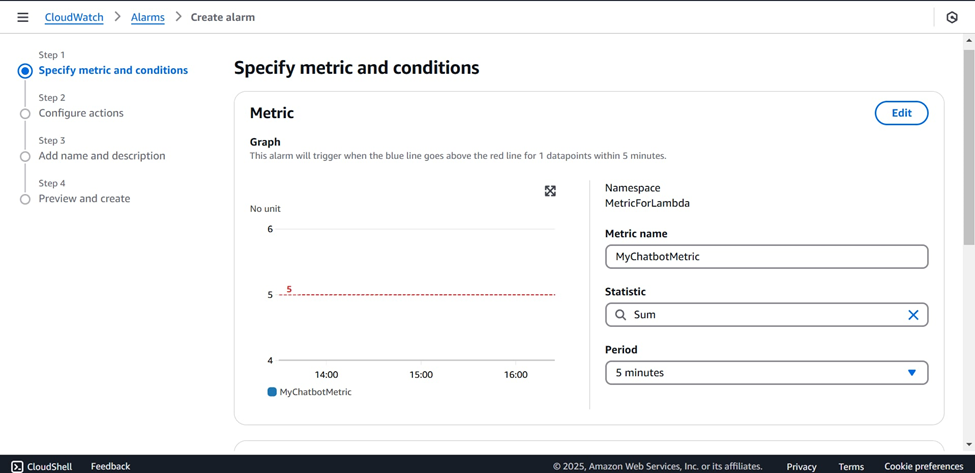 CloudWatch > Alarms > Create alarm
Step 1
Specify metric and conditions
Step 2
Configure actions
Step 3
Add name and description
Step 4
Preview and create
Specify metric and conditions
Metric
Edit
Graph
This alarm will trigger when the blue line goes above the red line for 1 datapoints within 5 minutes.
No unit
6
5
5
4
14:00 15:00 16:00
MyChatbotMetric
Namespace
MetricForLambda
Metric name
MyChatbotMetric
Statistic
Sum
Period
5 minutes
CloudShell Feedback © 2025, Amazon Web Services, Inc. or its affiliates. Privacy Terms Cookie preferences